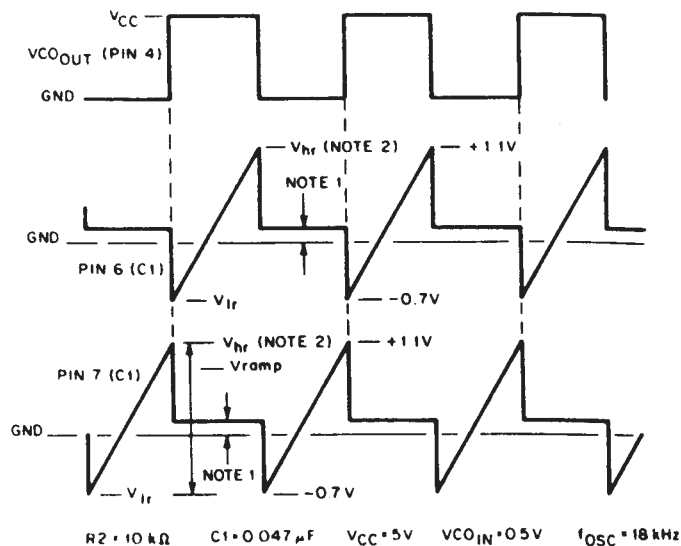 VCC
VCOOUT (PIN 4)
GND
Vhr (NOTE 2)
+1.1V
NOTE 1
GND
PIN 6 (C1)
V1r
-0.7V
Vhr (NOTE 2)
+1.1V
PIN 7 (C1)
Vramp
GND
NOTE 1
V1r
-0.7V
R2 = 10 kΩ C1 = 0.047 µF VCC = 5V VCOIN = 0.5V fOSC = 18 kHz